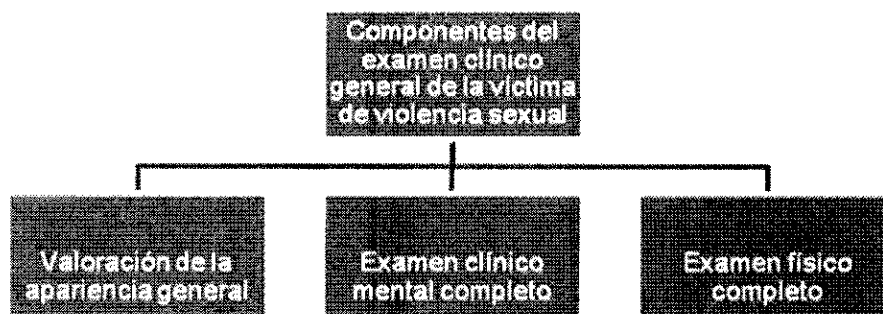 Componentes del
examen clínico
general de la víctima
de violencia sexual
Valoración de la
apariencia general
Examen clínico
mental completo
Examen físico
completo